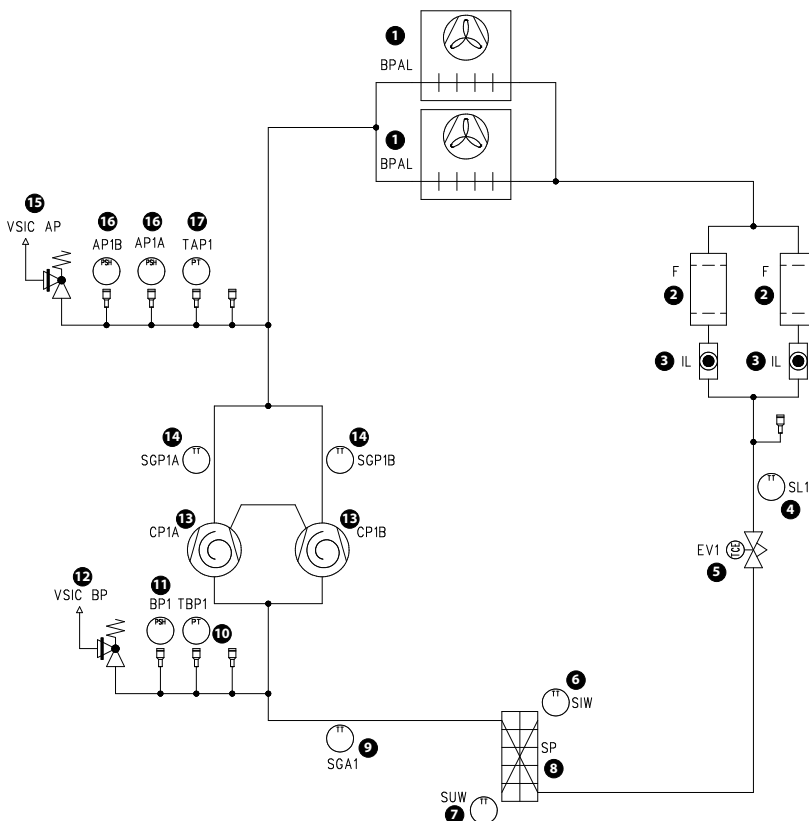 1
BPAL
1
BPAL
15
VSIC AP
16
AP1B
PSH
16
AP1A
PSH
17
TAP1
PT
F
2
F
2
3 IL
3 IL
14
SGP1A
TT
14
TT
SGP1B
TT
SL1
4
13
CP1A
13
CP1B
EV1
TCE
5
12
VSIC BP
11
BP1 TBP1
PSH
PT
10
6
TT
SIW
TT
9
SGA1
SP
8
SUW
7
TT